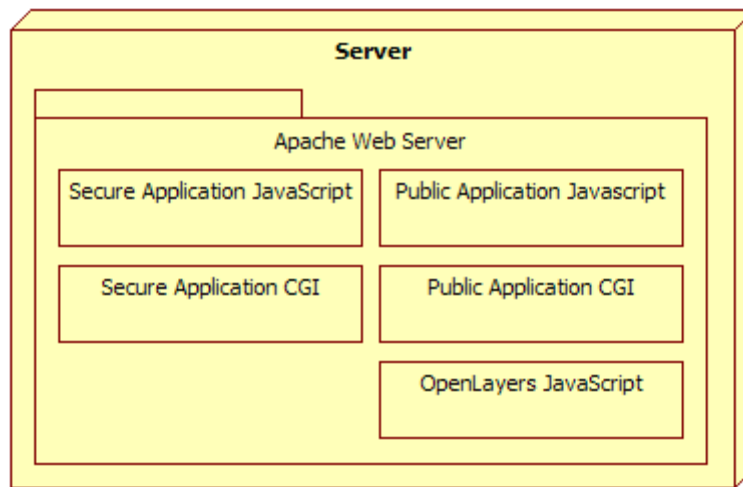 Server
Apache Web Server
Secure Application JavaScript
Public Application Javascript
Secure Application CGI
Public Application CGI
OpenLayers JavaScript